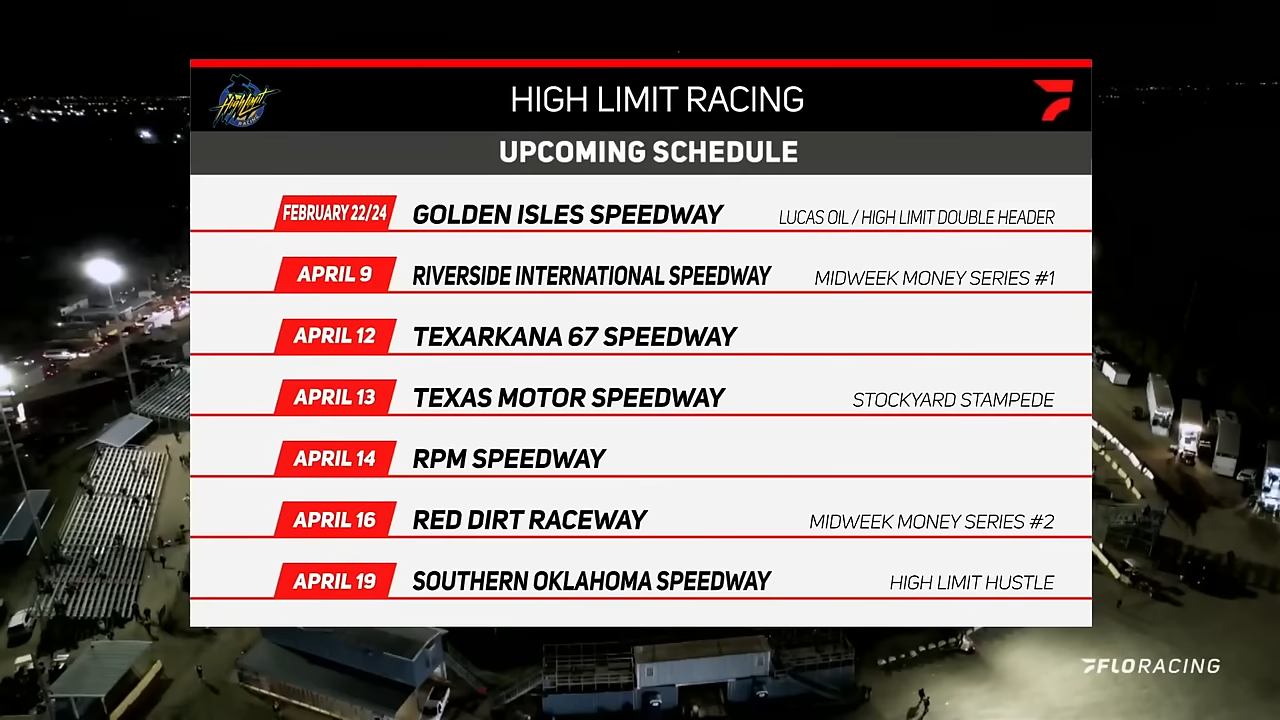 High Limit
RACING
HIGH LIMIT RACING
UPCOMING SCHEDULE
FEBRUARY 22/24 GOLDEN ISLES SPEEDWAY LUCAS OIL / HIGH LIMIT DOUBLE HEADER
APRIL 9 RIVERSIDE INTERNATIONAL SPEEDWAY MIDWEEK MONEY SERIES #1
APRIL 12 TEXARKANA 67 SPEEDWAY
APRIL 13 TEXAS MOTOR SPEEDWAY STOCKYARD STAMPEDE
APRIL 14 RPM SPEEDWAY
APRIL 16 RED DIRT RACEWAY MIDWEEK MONEY SERIES #2
APRIL 19 SOUTHERN OKLAHOMA SPEEDWAY HIGH LIMIT HUSTLE
FLORACING